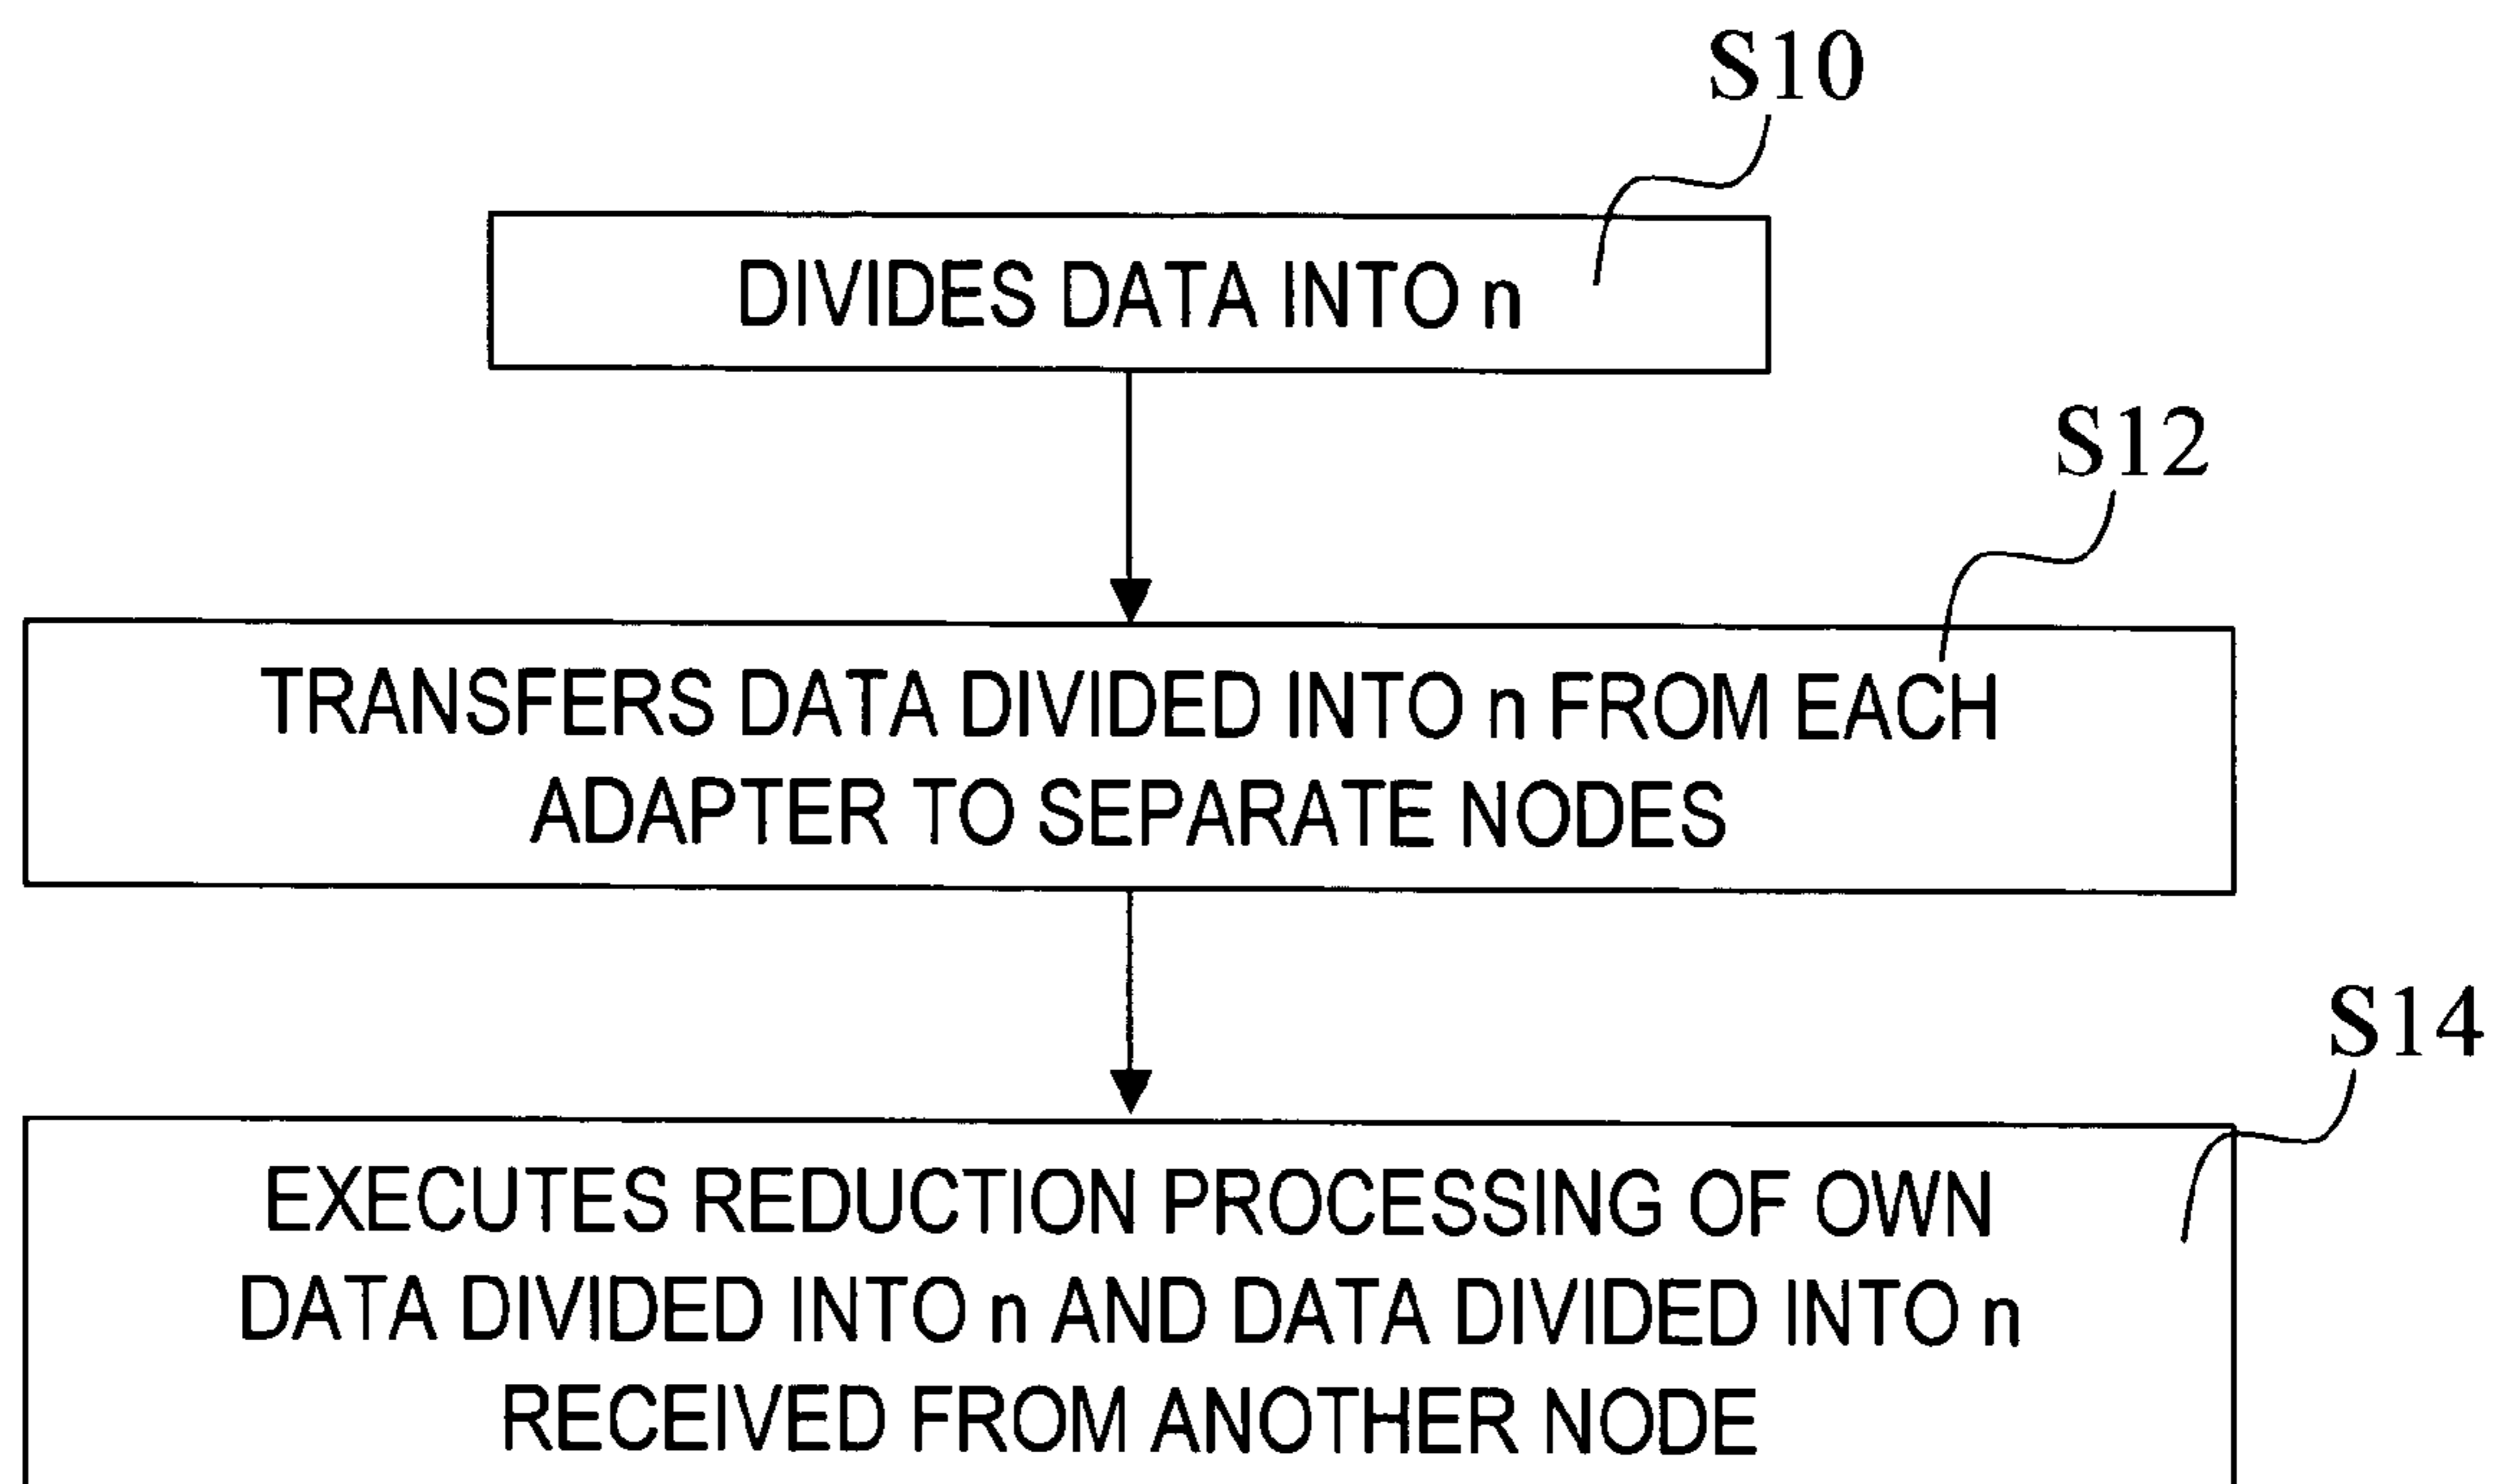 S10
DIVIDES DATA INTO n
S12
TRANSFERS DATA DIVIDED INTO n FROM EACH
ADAPTER TO SEPARATE NODES
S14
EXECUTES REDUCTION PROCESSING OF OWN
DATA DIVIDED INTO n AND DATA DIVIDED INTO n
RECEIVED FROM ANOTHER NODE